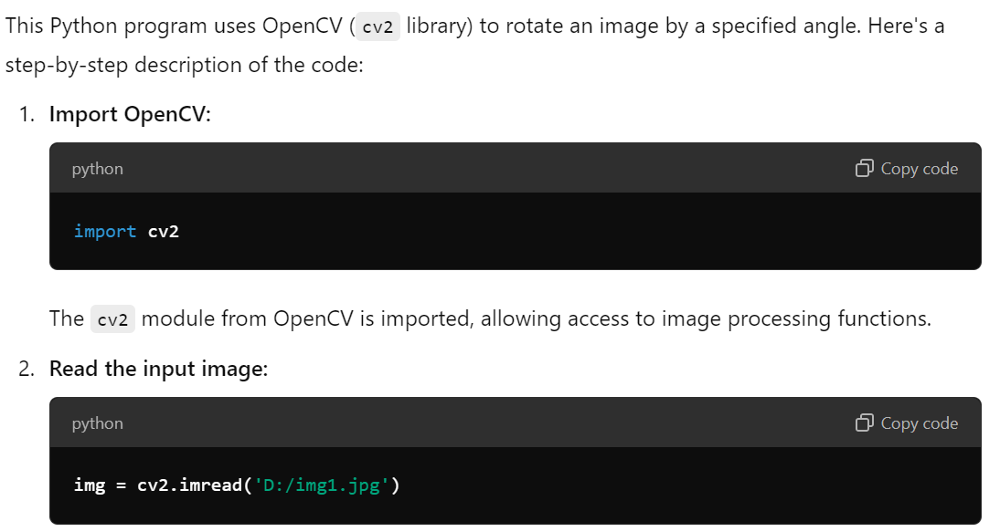 This Python program uses OpenCV ( cv2 library) to rotate an image by a specified angle. Here's a
step-by-step description of the code:
1. Import OpenCV:
python Copy code
import cv2
The cv2 module from OpenCV is imported, allowing access to image processing functions.
2. Read the input image:
python Copy code
img = cv2.imread('D:/img1.jpg')